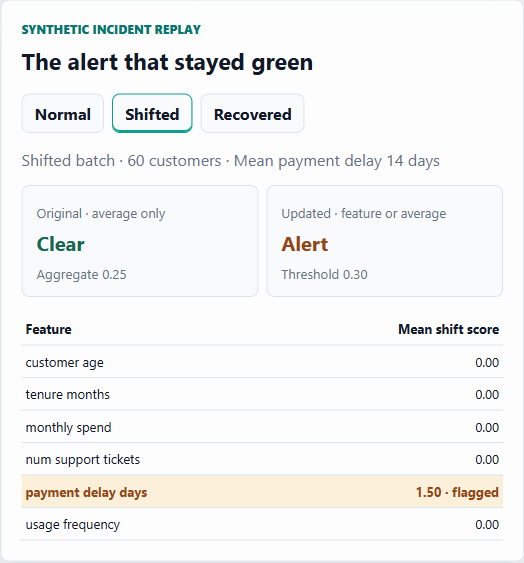 SYNTHETIC INCIDENT REPLAY
The alert that stayed green
Normal Shifted Recovered
Shifted batch · 60 customers · Mean payment delay 14 days
Original · average only
Clear
Aggregate 0.25
Updated · feature or average
Alert
Threshold 0.30
Feature Mean shift score
customer age 0.00
tenure months 0.00
monthly spend 0.00
num support tickets 0.00
payment delay days 1.50 · flagged
usage frequency 0.00